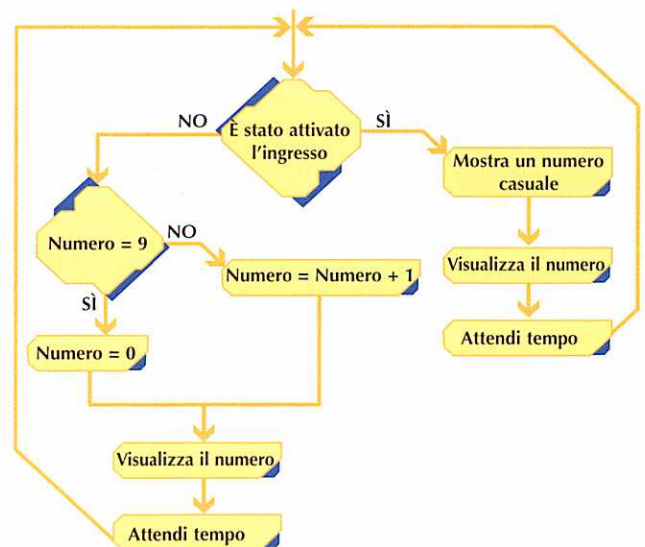 È stato attivato
l'ingresso
NO
SÌ
Mostra un numero
casuale
Numero = 9
NO
Visualizza il numero
Numero = Numero + 1
SÌ
Attendi tempo
Numero = 0
Visualizza il numero
Attendi tempo